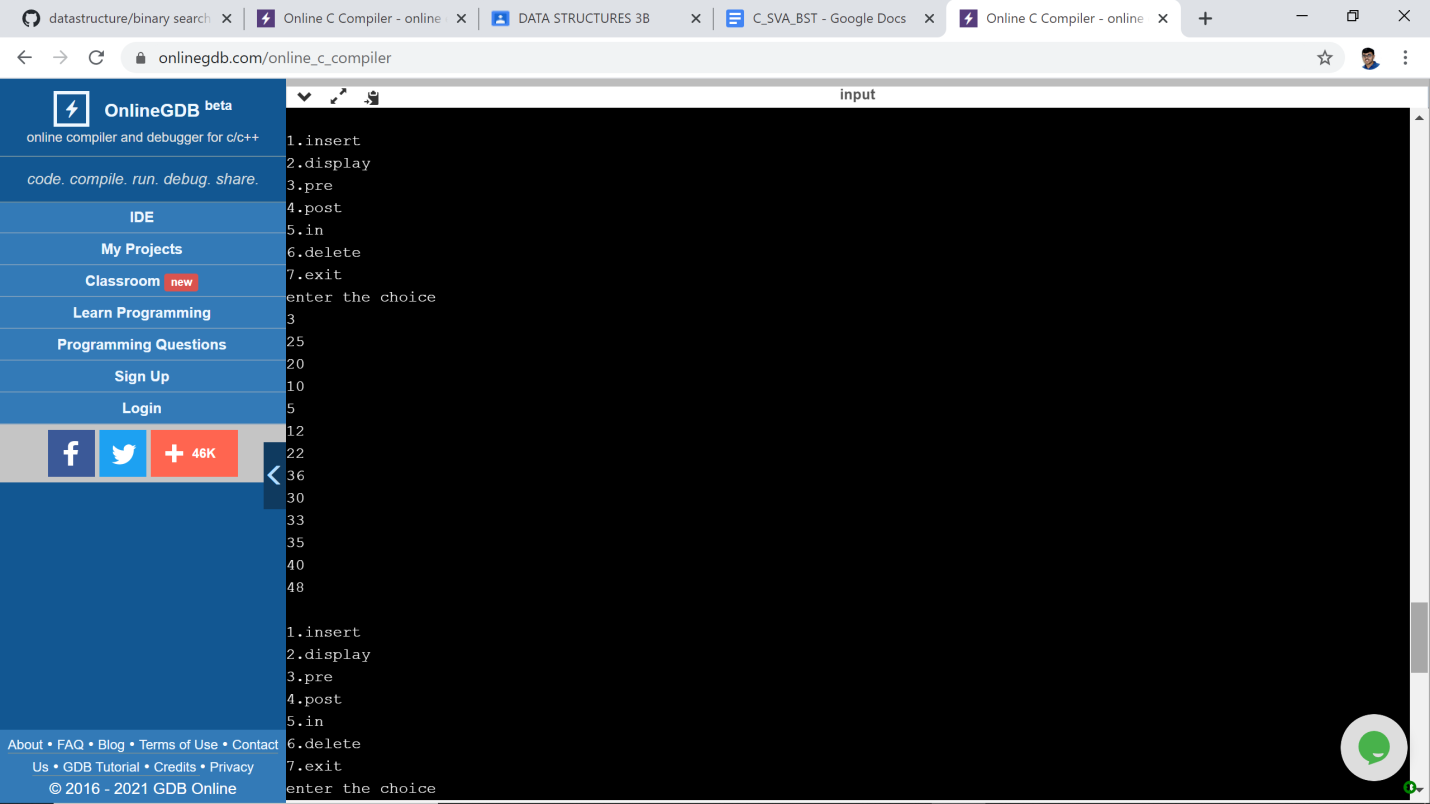 datastructure/binary search
Online C Compiler - online
DATA STRUCTURES 3B
C_SVA_BST - Google Docs
Online C Compiler - online
onlinegdb.com/online_c_compiler
OnlineGDB beta
online compiler and debugger for c/c++
code. compile. run. debug. share.
IDE
My Projects
Classroom new
Learn Programming
Programming Questions
Sign Up
Login
f
46K
About • FAQ • Blog • Terms of Use • Contact
Us • GDB Tutorial • Credits • Privacy
© 2016 - 2021 GDB Online
input
1.insert
2.display
3.pre
4.post
5.in
6.delete
7.exit
enter the choice
3
25
20
10
5
12
22
36
30
33
35
40
48
1.insert
2.display
3.pre
4.post
5.in
6.delete
7.exit
enter the choice